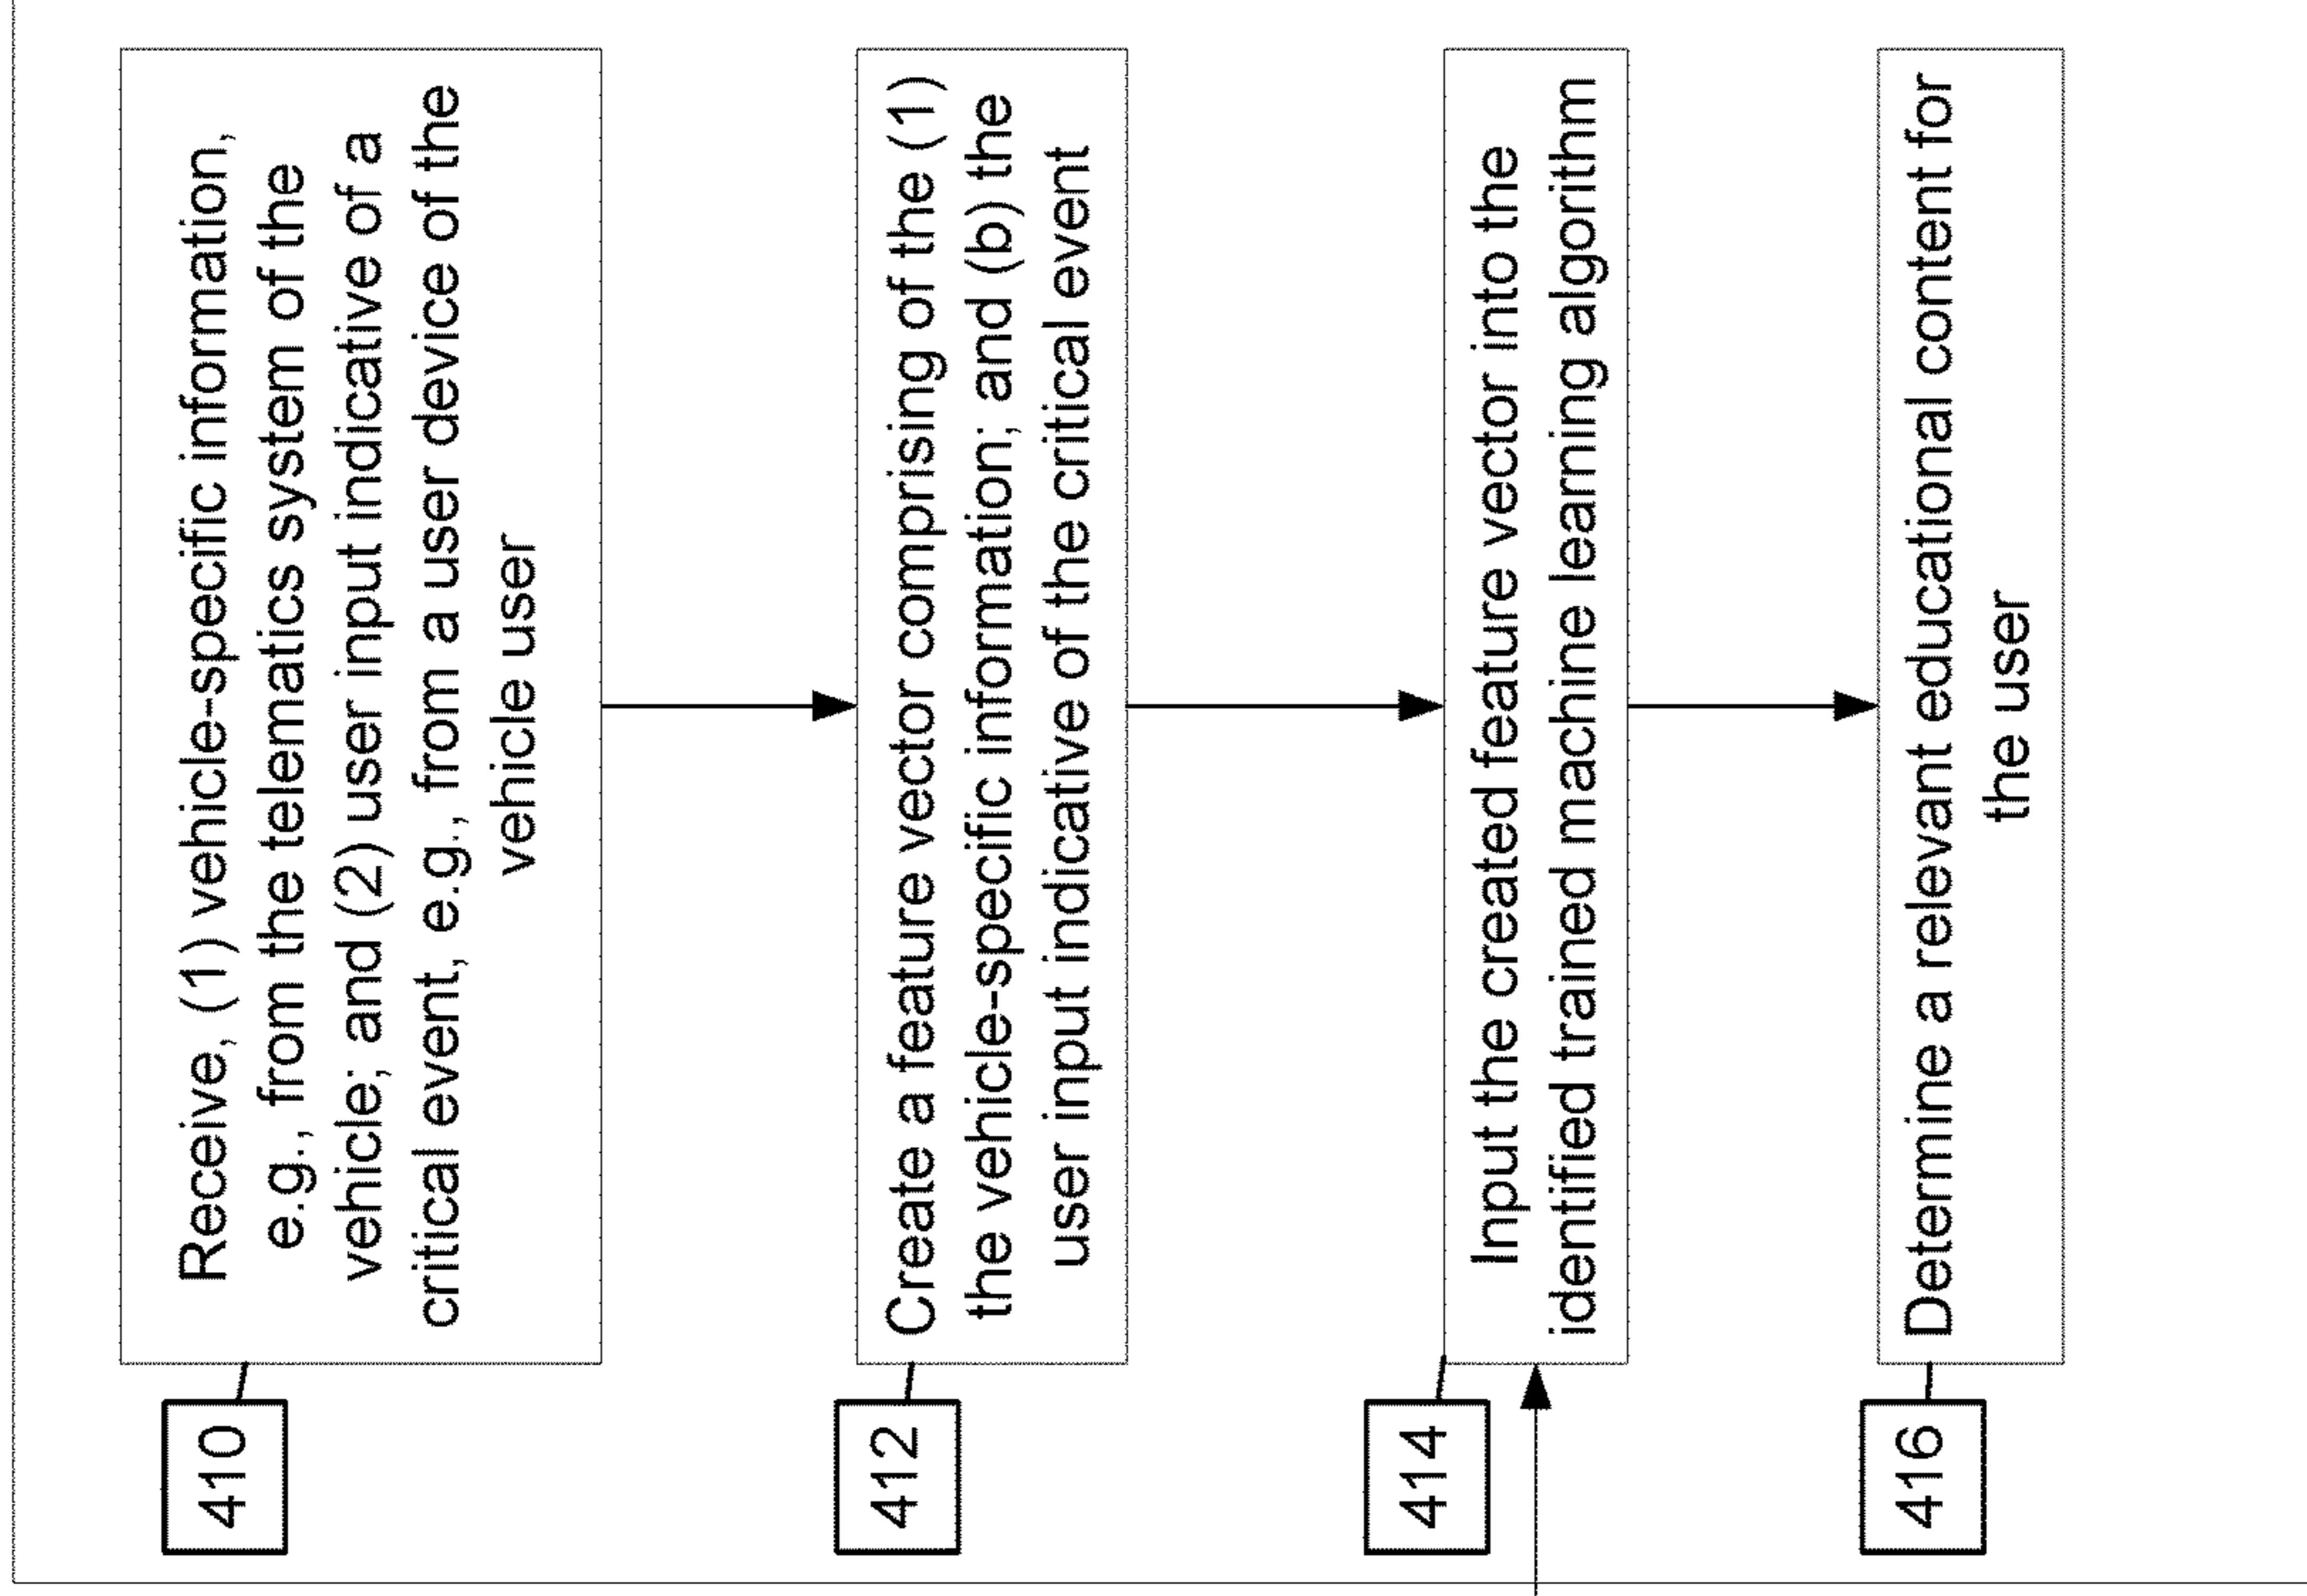 410
Receive, (1) vehicle-specific information,
e.g., from the telematics system of the
vehicle; and (2) user input indicative of a
critical event, e.g., from a user device of the
vehicle user
412
Create a feature vector comprising of the (1)
the vehicle-specific information; and (b) the
user input indicative of the critical event
414
Input the created feature vector into the
identified trained machine learning algorithm
416
Determine a relevant educational content for
the user